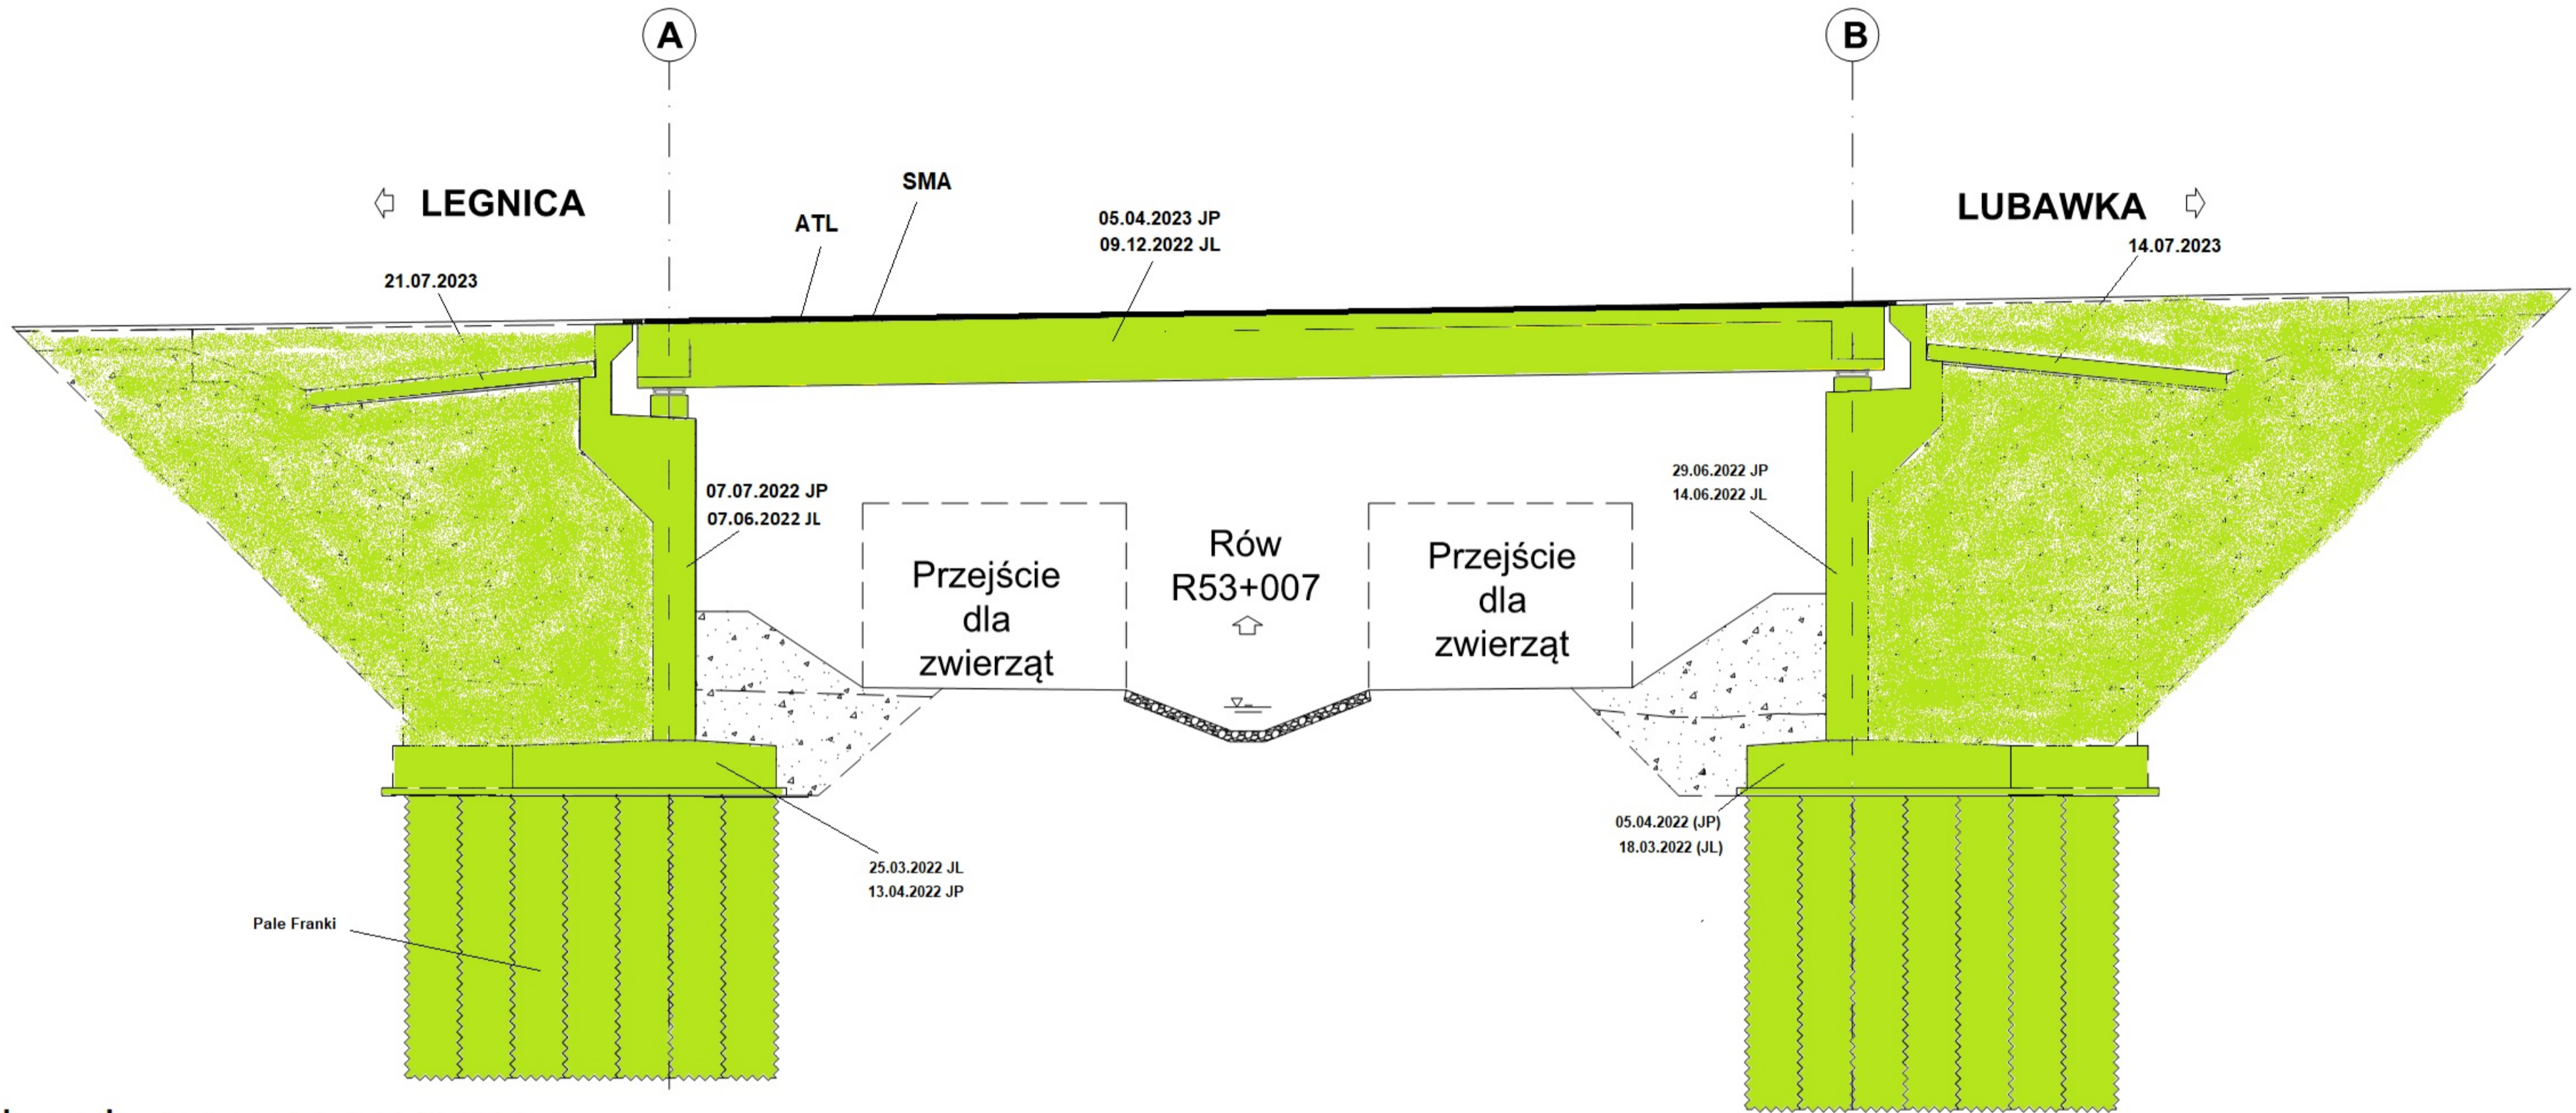 A
B
LEGNICA
LUBAWKA
SMA
ATL
05.04.2023 JP
09.12.2022 JL
14.07.2023
21.07.2023
07.07.2022 JP
07.06.2022 JL
29.06.2022 JP
14.06.2022 JL
Przejście
dla
zwierząt
Rów
R53+007
Przejście
dla
zwierząt
25.03.2022 JL
13.04.2022 JP
05.04.2022 (JP)
18.03.2022 (JL)
Pale Franki